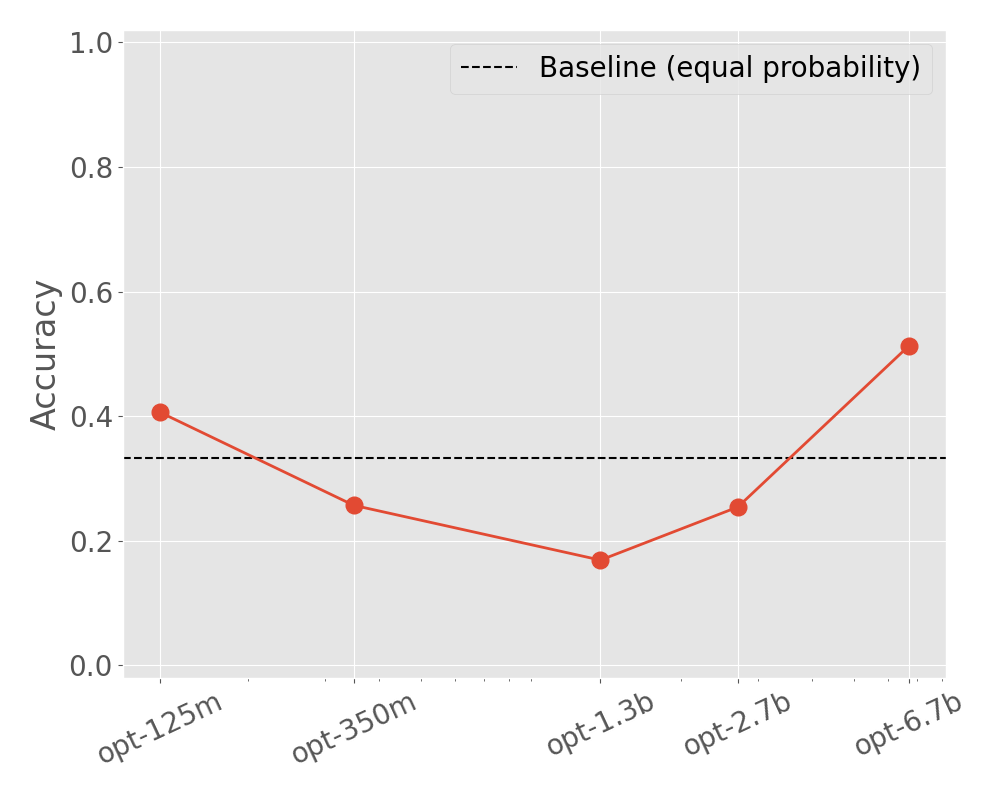 Baseline (equal probability)
Accuracy
1.0
0.8
0.6
0.4
0.2
0.0
opt-125m
opt-350m
opt-1.3b
opt-2.7b
opt-6.7b